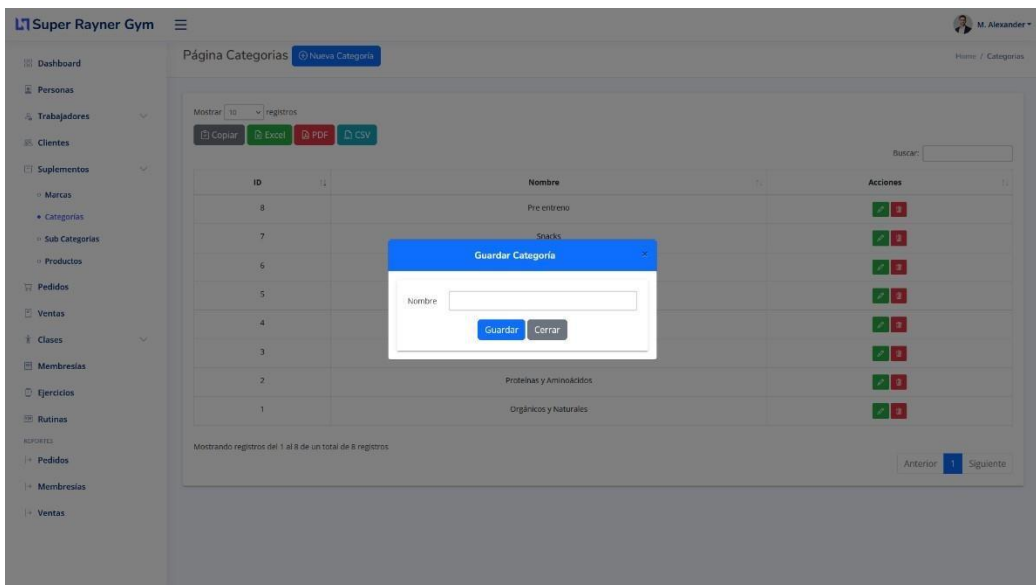 Super Rayner Gym
M. Alexander
Dashboard
Personas
Trabajadores
Clientes
Suplementos
Marcas
Categorías
Sub Categorias
Productos
Pedidos
Ventas
Clases
Membresías
Ejercicios
Rutinas
REPORTES
Pedidos
Membresías
Ventas
Página Categorias Nueva Categoría
Home / Categorias
Mostrar 10 registros
Copiar Excel PDF CSV
Buscar:
ID Nombre Acciones
8 Pre entreno
7 Snacks
6
5
4
3
2 Proteínas y Aminoácidos
1 Orgánicos y Naturales
Guardar Categoría ×
Nombre
Guardar Cerrar
Mostrando registros del 1 al 8 de un total de 8 registros
Anterior 1 Siguiente